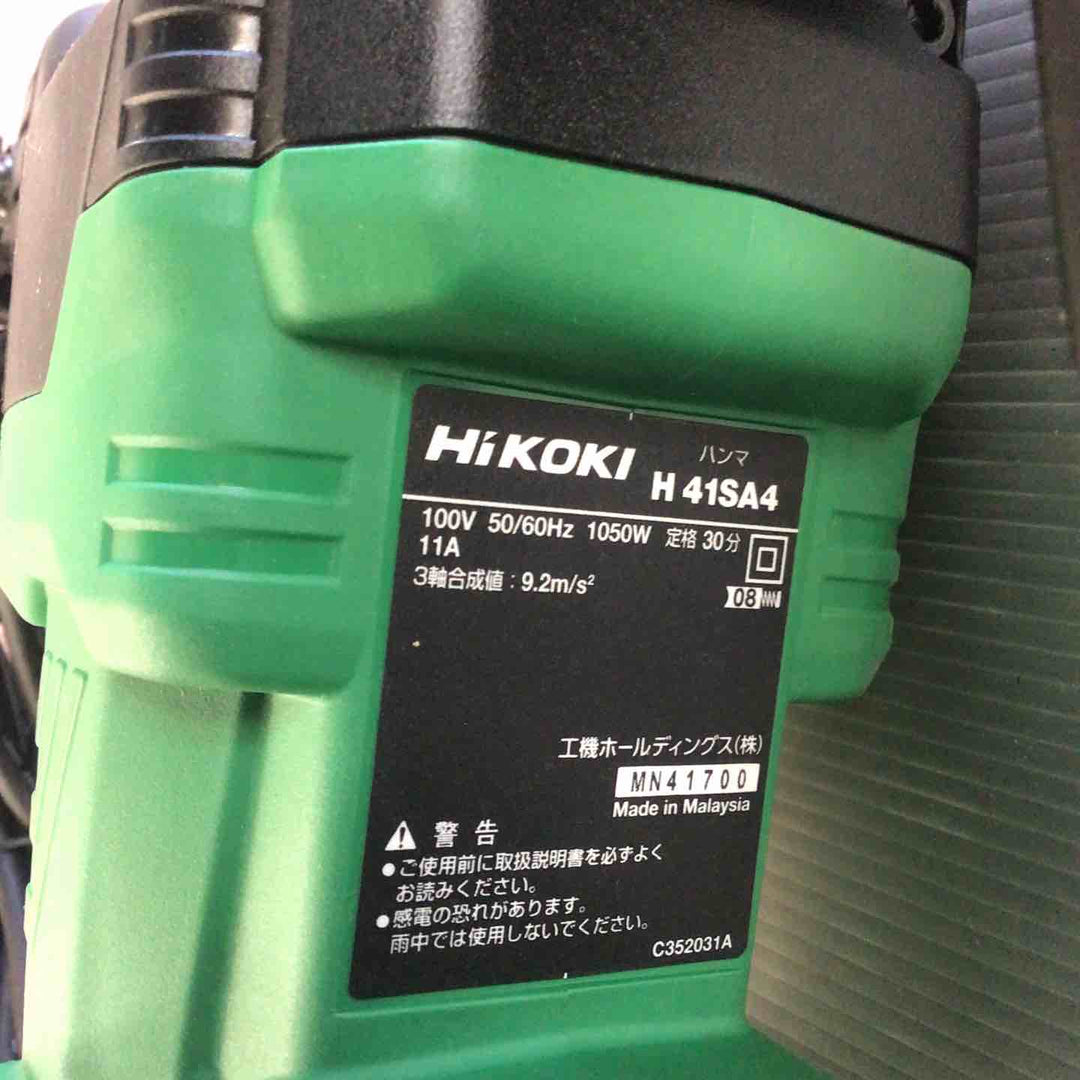 HiKOKI ハンマ H 41SA4
100V 50/60Hz 1050W 定格 30分
11A
3軸合成値 : 9.2m/s²
08
工機ホールディングス(株)
MN41700
Made in Malaysia
警告
●ご使用前に取扱説明書を必ずよく
お読みください。
●感電の恐れがあります。
雨中では使用しないでください。
C352031A